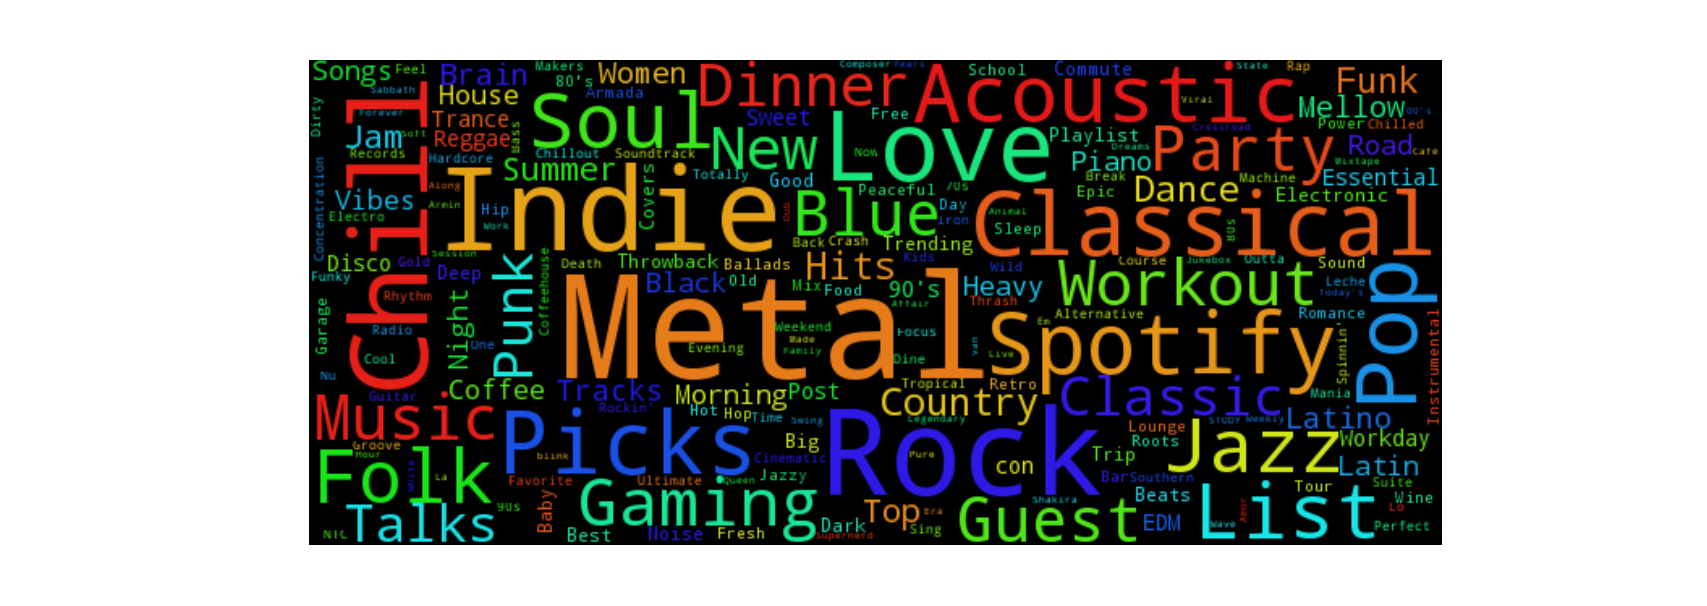 Songs
Feel
Brain
Makers
80's
Women
Dinner
Composer
Years
Acoustic
School
Commute
State
Rap
Funk
Sabbath
House
Armada
Soul
Sweet
Free
Viral
Mellow
00's
Dirty
Forever
Trance
Jam
Soft
Reggae
Bass
New
Love
Playlist
Dreams
Crossroad
Party
Power
Chilled
Road
Cafe
Records
Hardcore
Chillout
Soundtrack
Now
Piano
Mixtape
Chill
Summer
Totally
Good
Peaceful
70s
Break
Machine
Essential
Concentration
Along
Indie
Covers
Epic
Dance
Electronic
Vibes
Armin
Hip
Dub
Blue
Day
Animal
Classical
Electro
Work
Iron
Sleep
Back
Crash
Trending
Disco
Session
Gold
Deep
Punk
Coffeehouse
Death
Throwback
Ballads
Hits
Kids
Wild
Course
Jukebox
Outta
Sound
Funky
Black
Old
Mix
Food
90's
Heavy
Workout
Leche
Today's
Pop
Rhythm
Night
Metal
Affair
Thrash
Alternative
Romance
Garage
Radio
One
Weekend
Made
Family
Focus
Em
Spotify
Spinnin'
Instrumental
Cool
Evening
Dine
van
Live
Nu
Guitar
Coffee
Tracks
Morning
Post
Tropical
Retro
Classic
Mania
Music
Rockin'
Hot
Hop
Time
Swing
Country
Legendary
STUDY
Weekly
Latino
Groove
Hour
Picks
blink
Big
Rock
Pure
con
Lounge
Roots
Jazz
Workday
Folk
White
La
Cinematic
Trip
Latin
Favorite
Ultimate
Queen
Jazzy
Bar
Southern
Suite
Talks
90s
Baby
Gaming
Top
Era
Shakira
Beats
Tour
List
Wine
Lo
Guest
EDM
Wave
Amor
Perfect
Best
Noise
Fresh
Dark
Supernerd
Sing